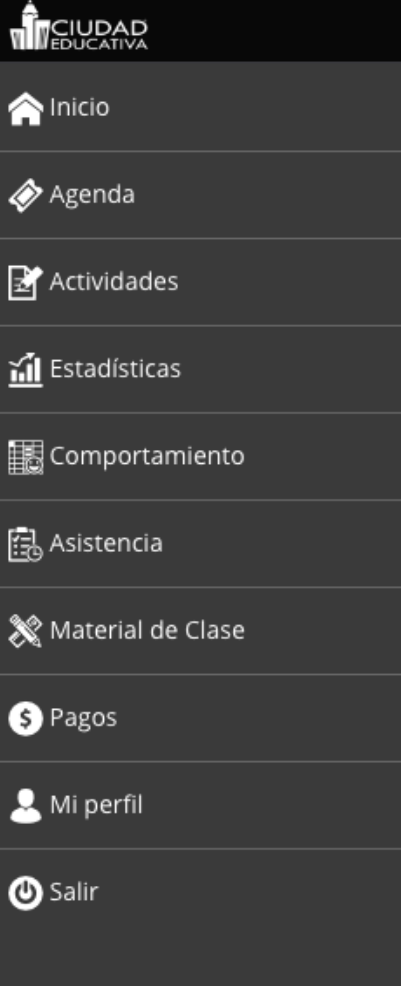 CIUDAD
EDUCATIVA
Inicio
Agenda
Actividades
Estadísticas
Comportamiento
Asistencia
Material de Clase
$ Pagos
Mi perfil
Salir